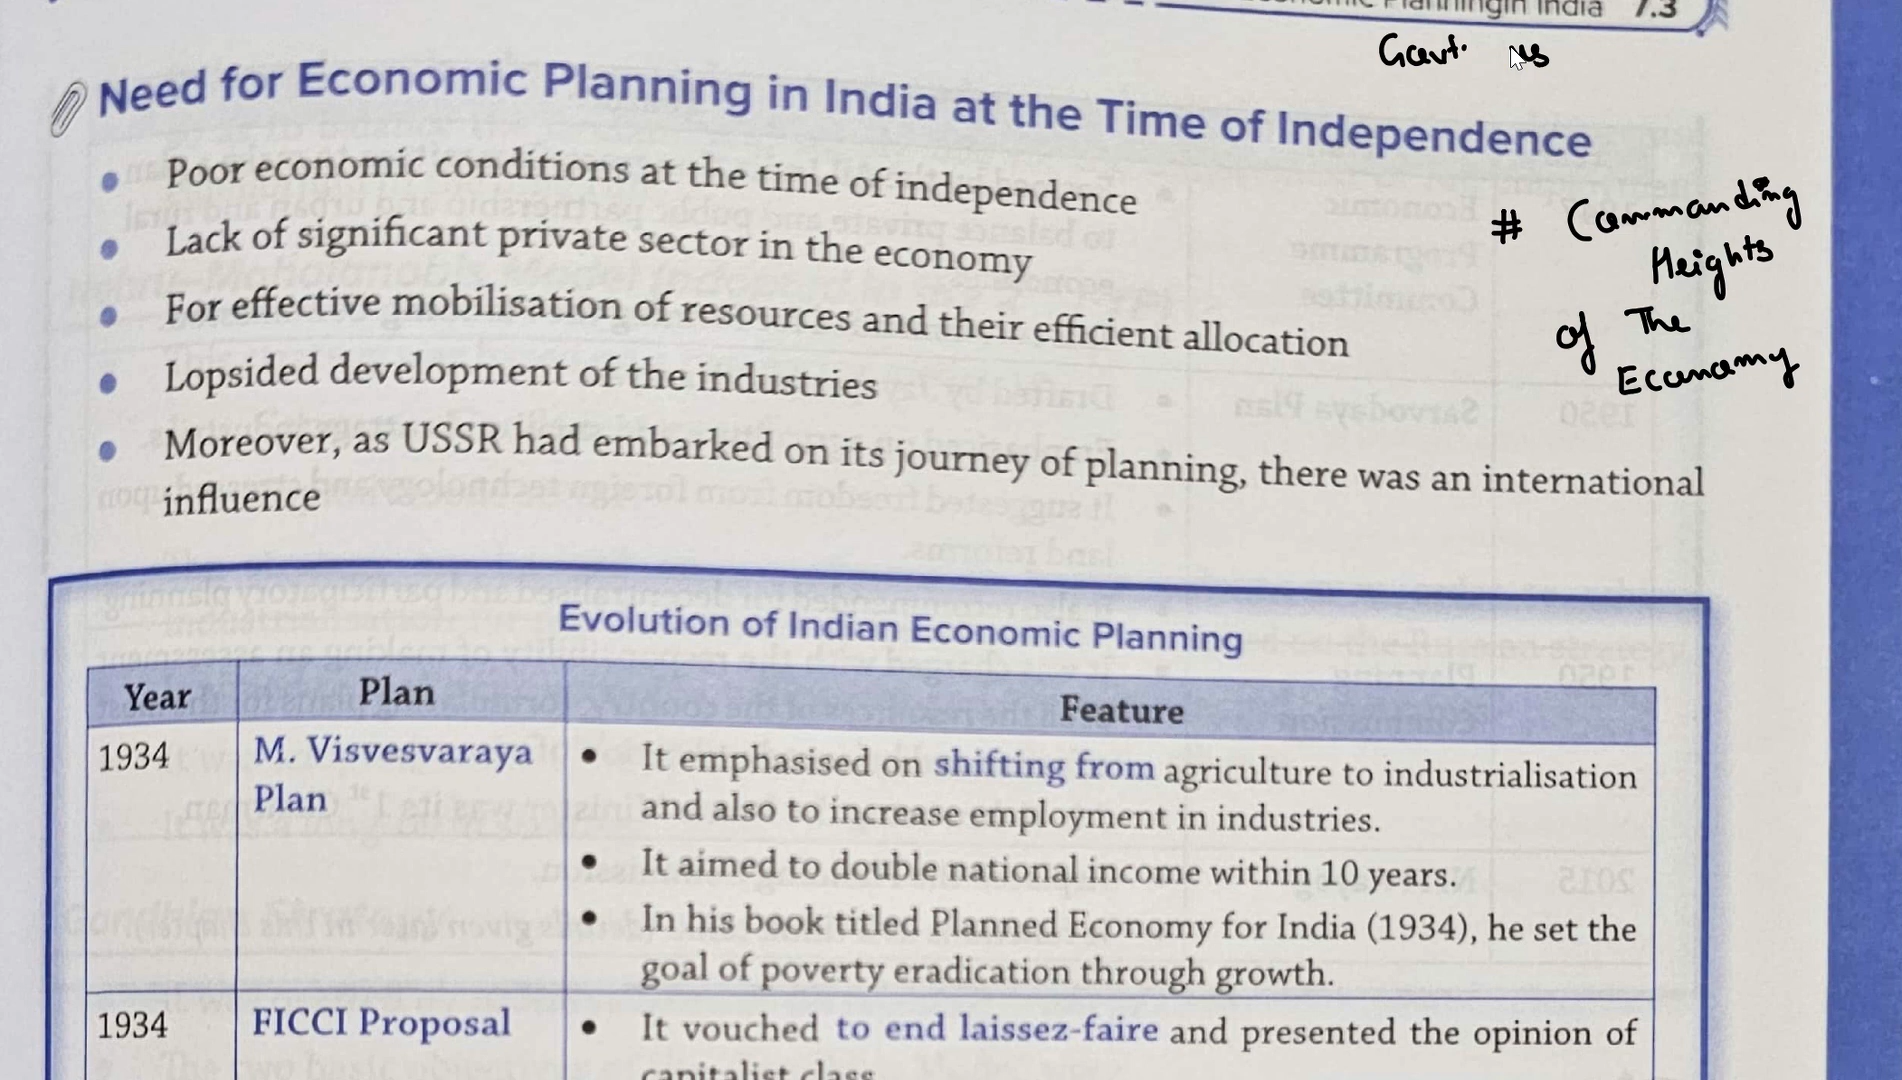 Planningin India 7.3
Govt. vs
Need for Economic Planning in India at the Time of Independence
• Poor economic conditions at the time of independence
• Lack of significant private sector in the economy
• For effective mobilisation of resources and their efficient allocation
• Lopsided development of the industries
• Moreover, as USSR had embarked on its journey of planning, there was an international
influence
# Commanding
Heights
of The
Economy
Evolution of Indian Economic Planning
Year Plan Feature
1934 M. Visvesvaraya • It emphasised on shifting from agriculture to industrialisation
Plan and also to increase employment in industries.
• It aimed to double national income within 10 years.
• In his book titled Planned Economy for India (1934), he set the
goal of poverty eradication through growth.
1934 FICCI Proposal • It vouched to end laissez-faire and presented the opinion of
capitalist class